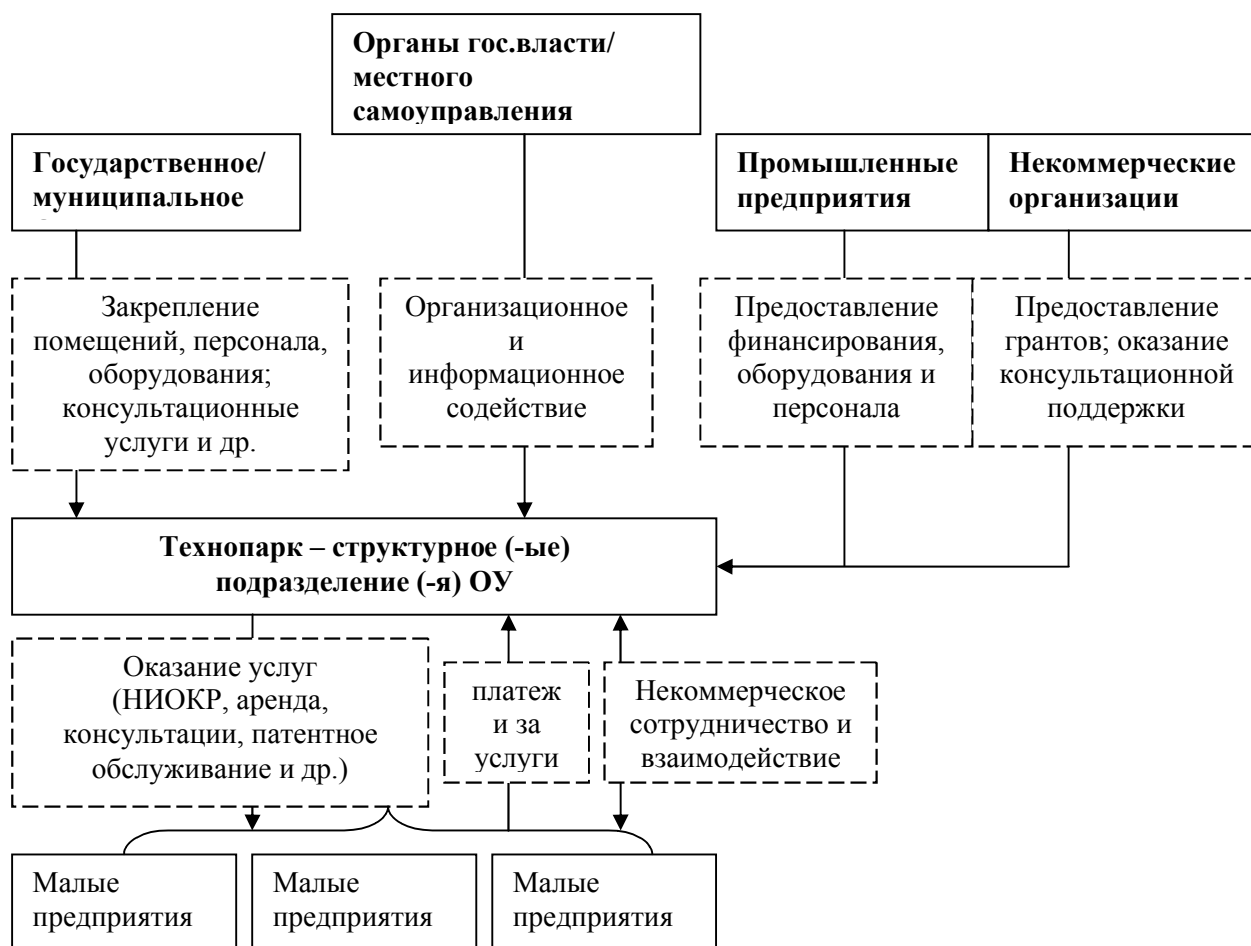 Органы гос.власти/
местного
самоуправления
Государственное/
муниципальное
Промышленные
предприятия
Некоммерческие
организации
Закрепление
помещений, персонала,
оборудования;
консультационные
услуги и др.
Организационное
и
информационное
содействие
Предоставление
финансирования,
оборудования и
персонала
Предоставление
грантов; оказание
консультационной
поддержки
Технопарк – структурное (-ые)
подразделение (-я) ОУ
Оказание услуг
(НИОКР, аренда,
консультации, патентное
обслуживание и др.)
платеж
и за
услуги
Некоммерческое
сотрудничество и
взаимодействие
Малые
предприятия
Малые
предприятия
Малые
предприятия